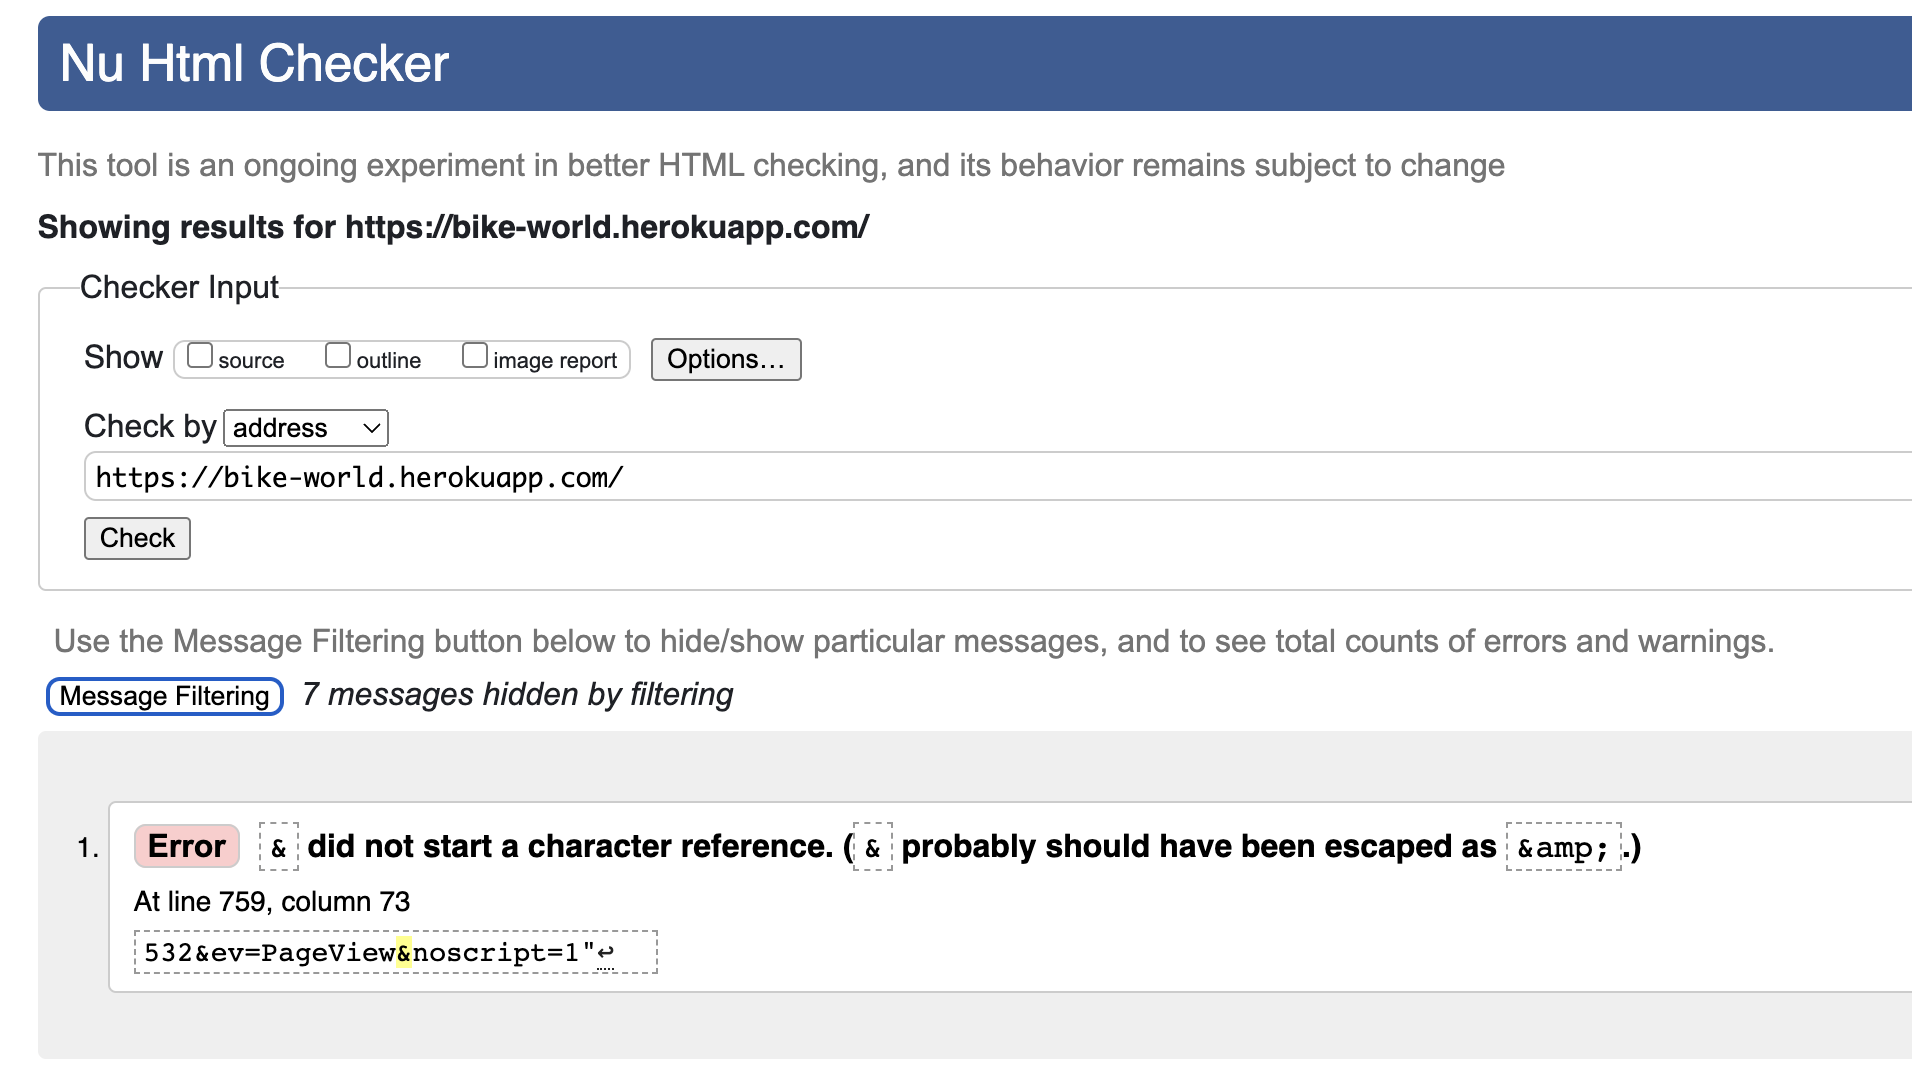 Nu Html Checker
This tool is an ongoing experiment in better HTML checking, and its behavior remains subject to change
Showing results for https://bike-world.herokuapp.com/
Checker Input
Show source outline image report Options...
Check by address
https://bike-world.herokuapp.com/
Check
Use the Message Filtering button below to hide/show particular messages, and to see total counts of errors and warnings.
Message Filtering 7 messages hidden by filtering
1. Error & did not start a character reference. (& probably should have been escaped as &amp;.)
At line 759, column 73
532&ev=PageView&noscript=1"↩